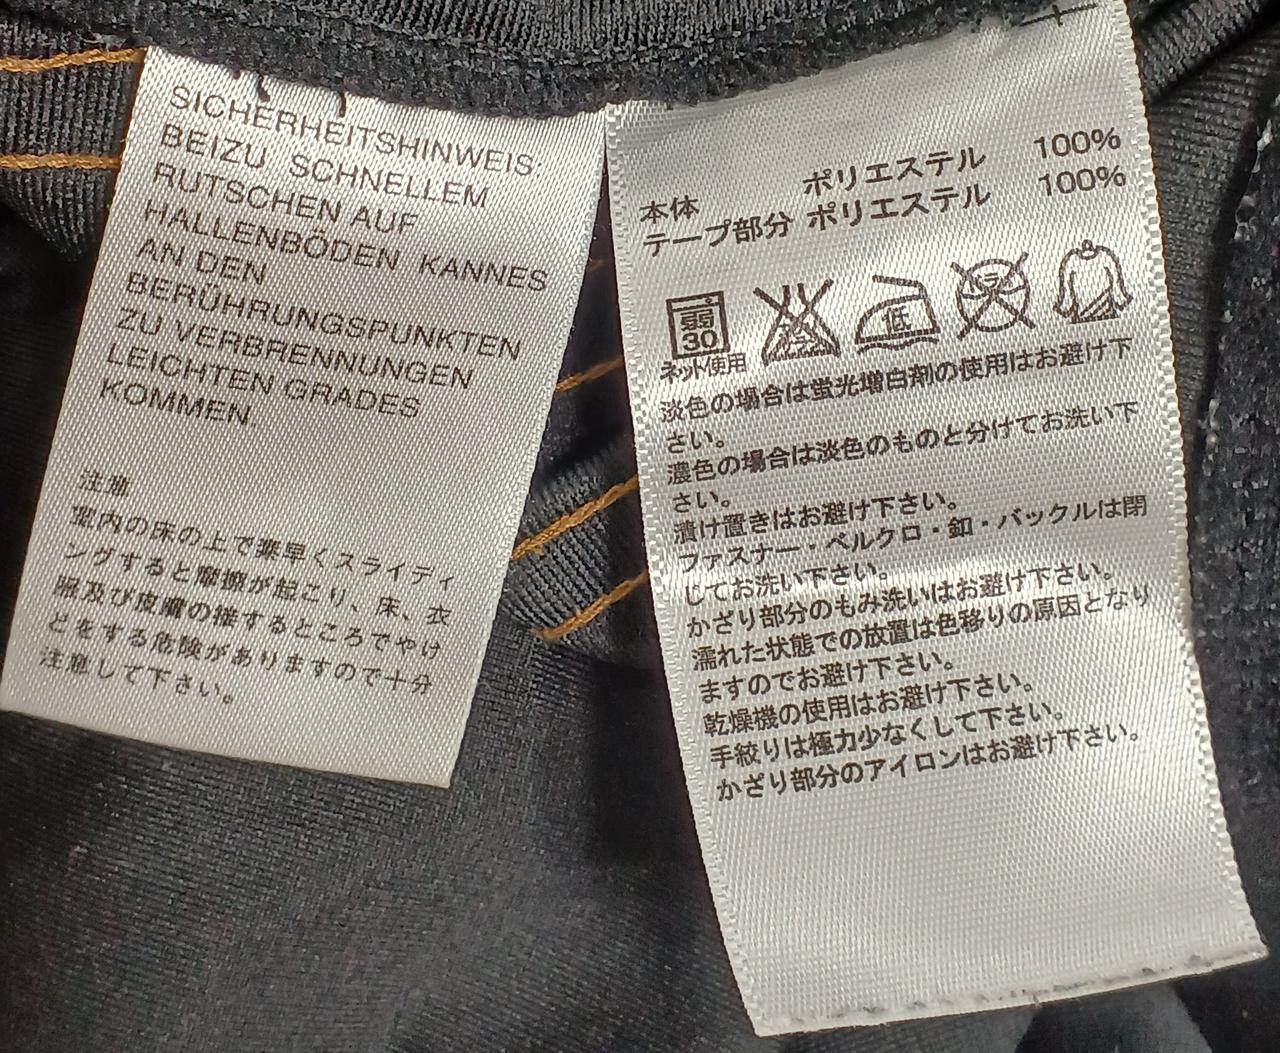 SICHERHEITSHINWEIS:
BEIZU SCHNELLEM
RUTSCHEN AUF
HALLENBÖDEN KANNES
AN DEN
BERÜHRUNGSPUNKTEN
ZU VERBRENNUNGEN
LEICHTEN GRADES
KOMMEN.
注意
室内の床の上で素早くスライディ
ングすると摩擦が起こり、床、衣
服及び皮膚の接するところでやけ
どをする危険がありますので十分
注意して下さい。
本体 ポリエステル 100%
テープ部分 ポリエステル 100%
弱
30
低
ネット使用
淡色の場合は蛍光増白剤の使用はお避け下
さい。
濃色の場合は淡色のものと分けてお洗い下
さい。
漬け置きはお避け下さい。
ファスナー・ベルクロ・釦・バックルは閉
じてお洗い下さい。
かざり部分のもみ洗いはお避け下さい。
濡れた状態での放置は色移りの原因となり
ますのでお避け下さい。
乾燥機の使用はお避け下さい。
手絞りは極力少なくして下さい。
かざり部分のアイロンはお避け下さい。